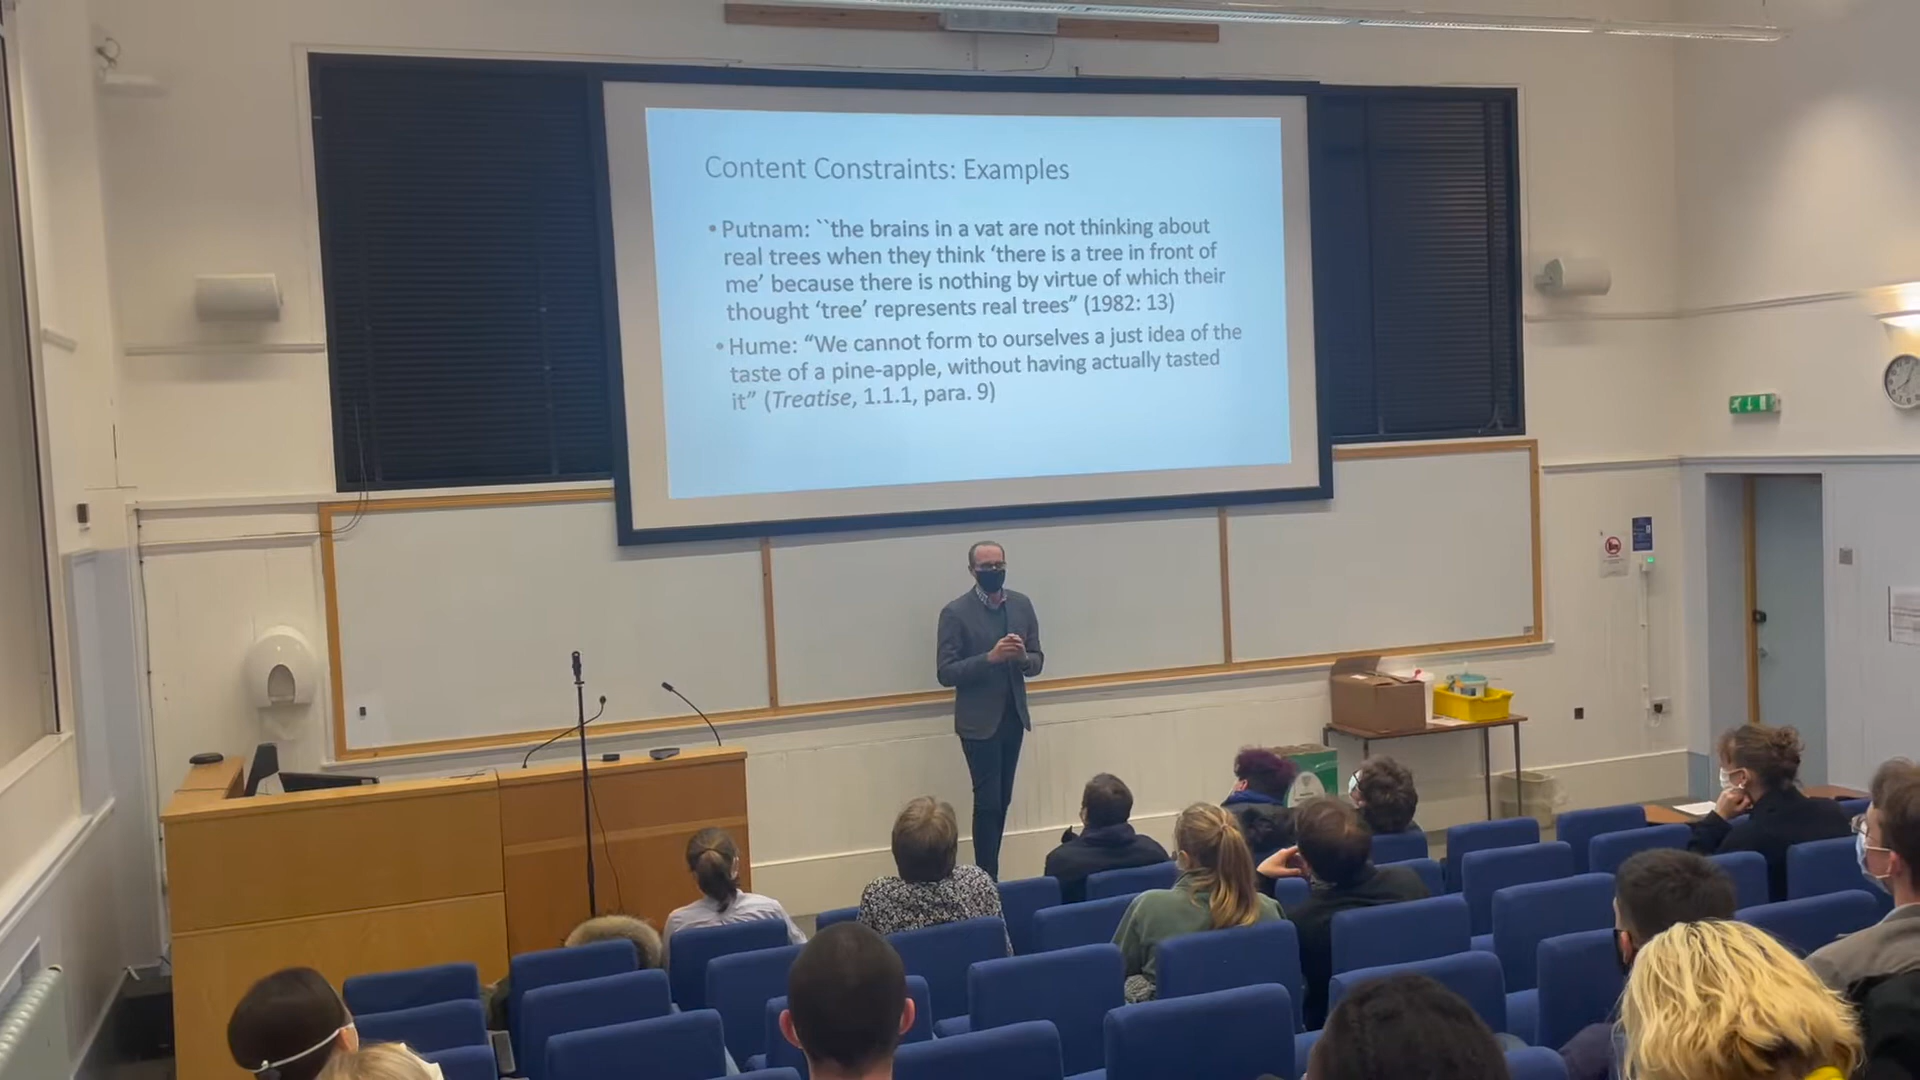 Content Constraints: Examples
• Putnam: ``the brains in a vat are not thinking about
real trees when they think ‘there is a tree in front of
me’ because there is nothing by virtue of which their
thought ‘tree’ represents real trees” (1982: 13)
• Hume: “We cannot form to ourselves a just idea of the
taste of a pine-apple, without having actually tasted
it” (Treatise, 1.1.1, para. 9)